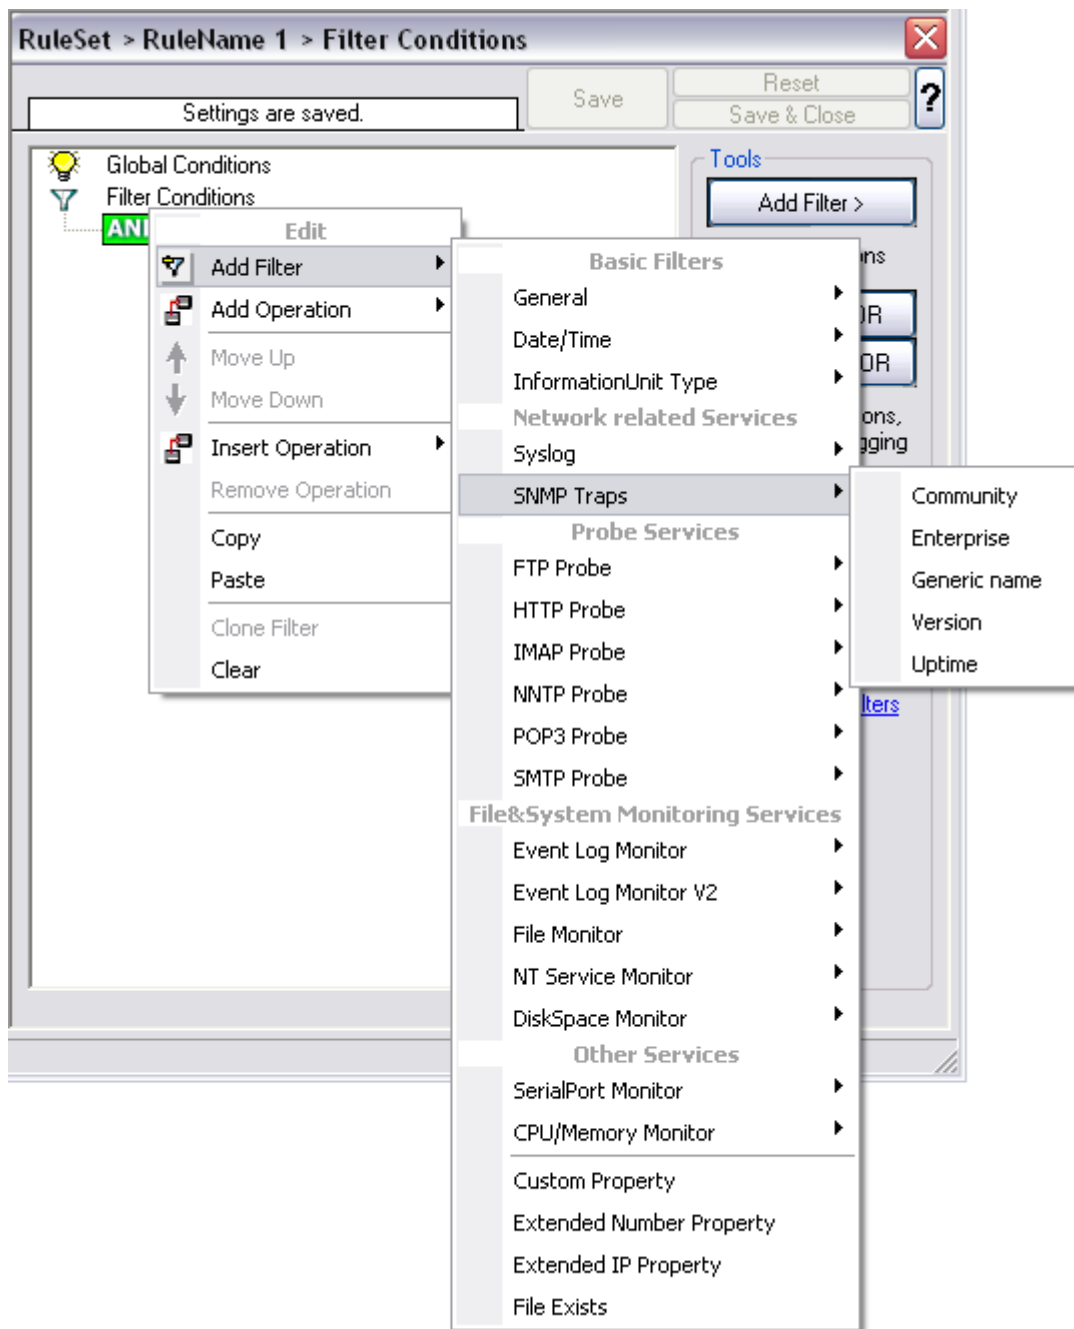 RuleSet > RuleName 1 > Filter Conditions
Settings are saved.
Save
Reset
Save & Close
?
Global Conditions
Filter Conditions
Tools
Add Filter >
Edit
Add Filter
Add Operation
Move Up
Move Down
Insert Operation
Remove Operation
Copy
Paste
Clone Filter
Clear
Basic Filters
General
Date/Time
InformationUnit Type
Network related Services
Syslog
SNMP Traps
Probe Services
FTP Probe
HTTP Probe
IMAP Probe
NNTP Probe
POP3 Probe
SMTP Probe
File&System Monitoring Services
Event Log Monitor
Event Log Monitor V2
File Monitor
NT Service Monitor
DiskSpace Monitor
Other Services
SerialPort Monitor
CPU/Memory Monitor
Custom Property
Extended Number Property
Extended IP Property
File Exists
Community
Enterprise
Generic name
Version
Uptime